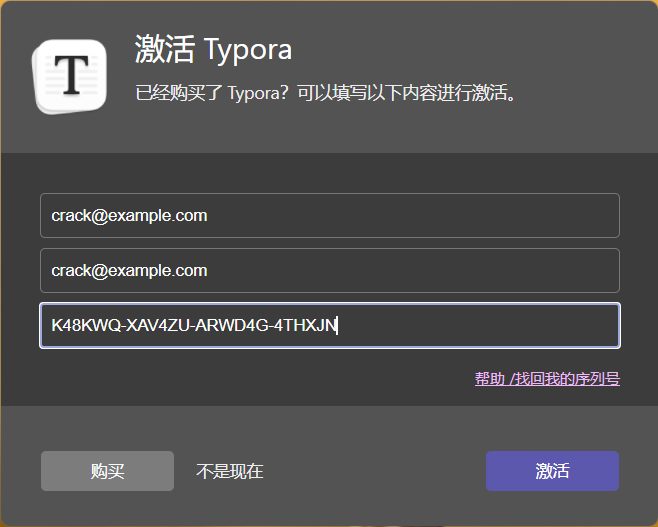 T
激活 Typora
已经购买了 Typora？可以填写以下内容进行激活。
crack@example.com
crack@example.com
K48KWQ-XAV4ZU-ARWD4G-4THXJN
帮助 /找回我的序列号
购买 不是现在 激活